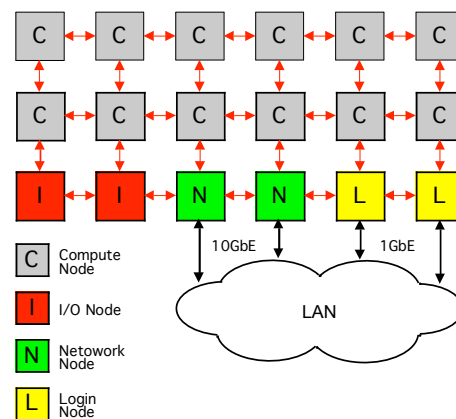 C C C C C C
C C C C C C
I I N N L L
10GbE 1GbE
C Compute
Node
LAN
I I/O Node
N Netowork
Node
L Login
Node